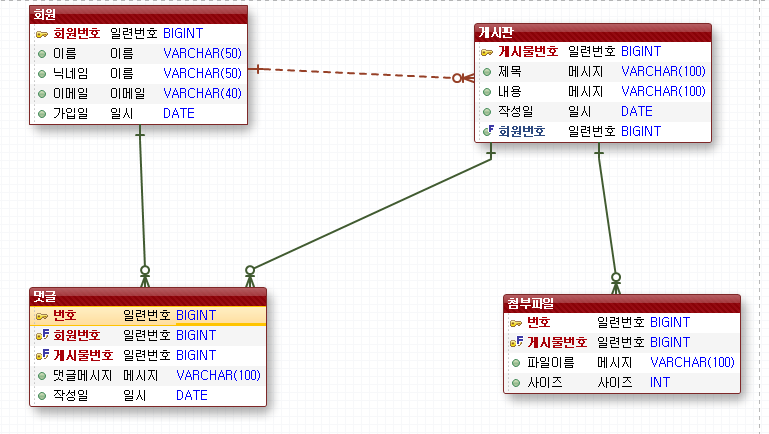 회원
회원번호 일련번호 BIGINT
이름 이름 VARCHAR(50)
닉네임 이름 VARCHAR(50)
이메일 이메일 VARCHAR(40)
가입일 일시 DATE
게시판
게시물번호 일련번호 BIGINT
제목 메시지 VARCHAR(100)
내용 메시지 VARCHAR(100)
작성일 일시 DATE
F 회원번호 일련번호 BIGINT
댓글
번호 일련번호 BIGINT
F 회원번호 일련번호 BIGINT
F 게시물번호 일련번호 BIGINT
댓글메시지 메시지 VARCHAR(100)
작성일 일시 DATE
첨부파일
번호 일련번호 BIGINT
F 게시물번호 일련번호 BIGINT
파일이름 메시지 VARCHAR(100)
사이즈 사이즈 INT